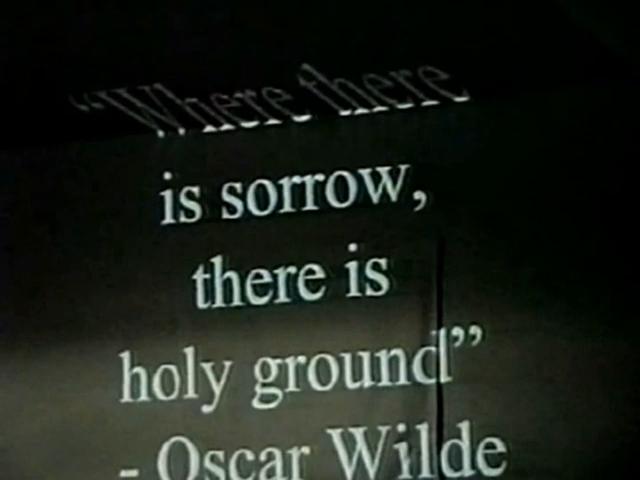 “Where there
is sorrow,
there is
holy ground”
- Oscar Wilde